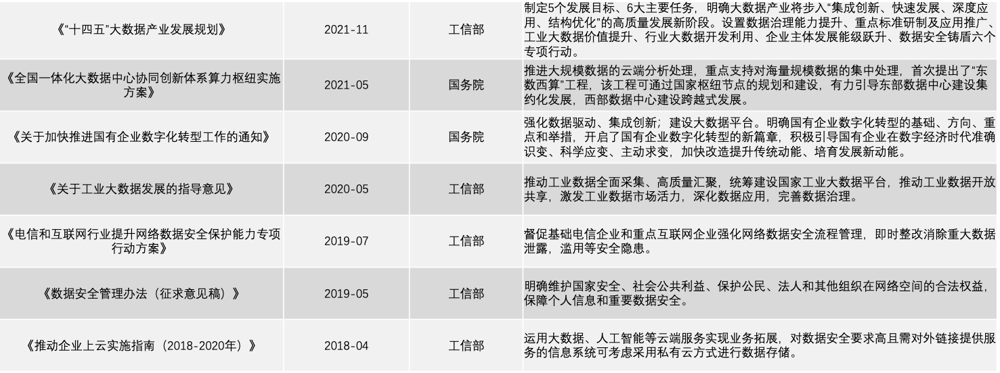 《“十四五”大数据产业发展规划》
2021-11
工信部
制定5个发展目标、6大主要任务，明确大数据产业将步入“集成创新、快速发展、深度应
用、结构优化”的高质量发展新阶段。设置数据治理能力提升、重点标准研制及应用推广、
工业大数据价值提升、行业大数据开发利用、企业主体发展能级跃升、数据安全铸盾六个
专项行动。
《全国一体化大数据中心协同创新体系算力枢纽实施
方案》
2021-05
国务院
推进大规模数据的云端分析处理，重点支持对海量规模数据的集中处理，首次提出了“东
数西算”工程，该工程可通过国家枢纽节点的规划和建设，有力引导东部数据中心建设集
约化发展，西部数据中心建设跨越式发展。
《关于加快推进国有企业数字化转型工作的通知》
2020-09
国务院
强化数据驱动、集成创新；建设大数据平台。明确国有企业数字化转型的基础、方向、重
点和举措，开启了国有企业数字化转型的新篇章，积极引导国有企业在数字经济时代准确
识变、科学应变、主动求变，加快改造提升传统动能、培育发展新动能。
《关于工业大数据发展的指导意见》
2020-05
工信部
推动工业数据全面采集、高质量汇聚，统筹建设国家工业大数据平台，推动工业数据开放
共享，激发工业数据市场活力，深化数据应用，完善数据治理。
《电信和互联网行业提升网络数据安全保护能力专项
行动方案》
2019-07
工信部
督促基础电信企业和重点互联网企业强化网络数据安全流程管理，即时整改消除重大数据
泄露，滥用等安全隐患。
《数据安全管理办法（征求意见稿）》
2019-05
工信部
明确维护国家安全、社会公共利益、保护公民、法人和其他组织在网络空间的合法权益，
保障个人信息和重要数据安全。
《推动企业上云实施指南（2018-2020年）》
2018-04
工信部
运用大数据、人工智能等云端服务实现业务拓展，对数据安全要求高且需对外链接提供服
务的信息系统可考虑采用私有云方式进行数据存储。